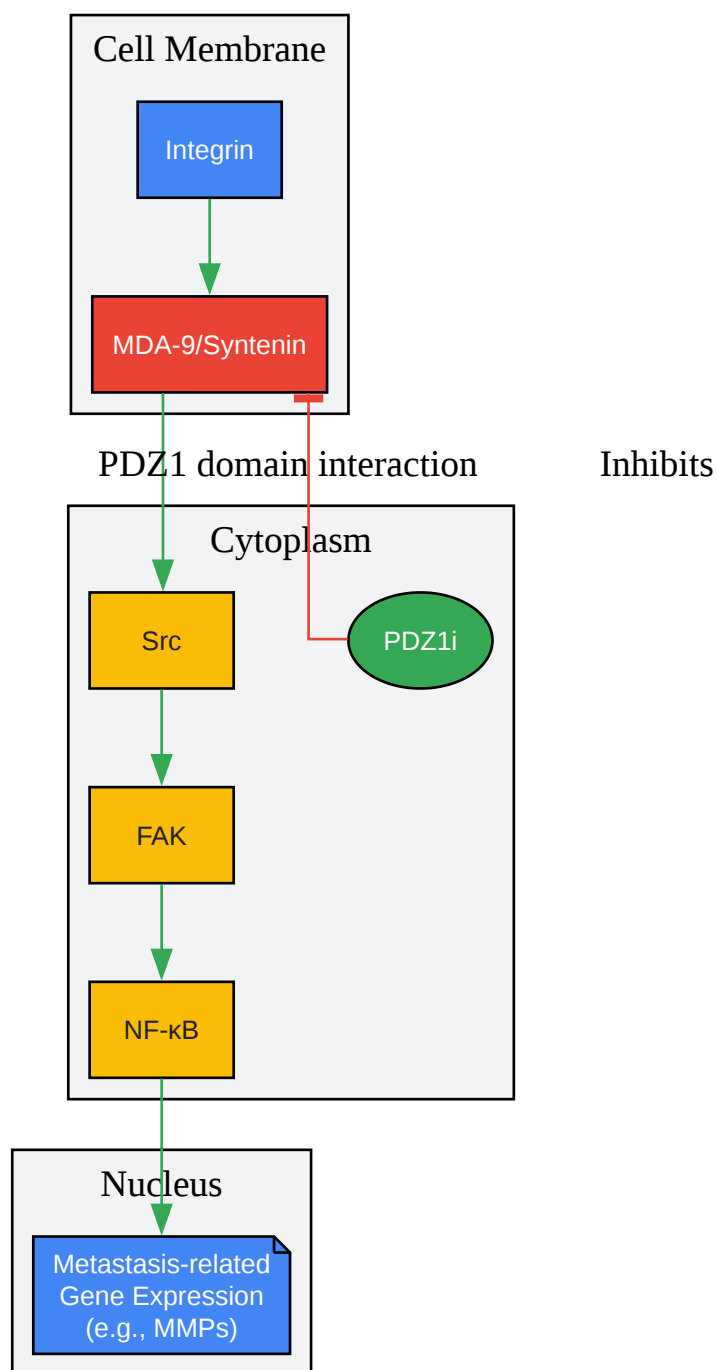 Cell Membrane
Integrin
MDA-9/Syntenin
PDZ1 domain interaction
Inhibits
Cytoplasm
Src
PDZ1i
FAK
NF-κB
Nucleus
Metastasis-related
Gene Expression
(e.g., MMPs)